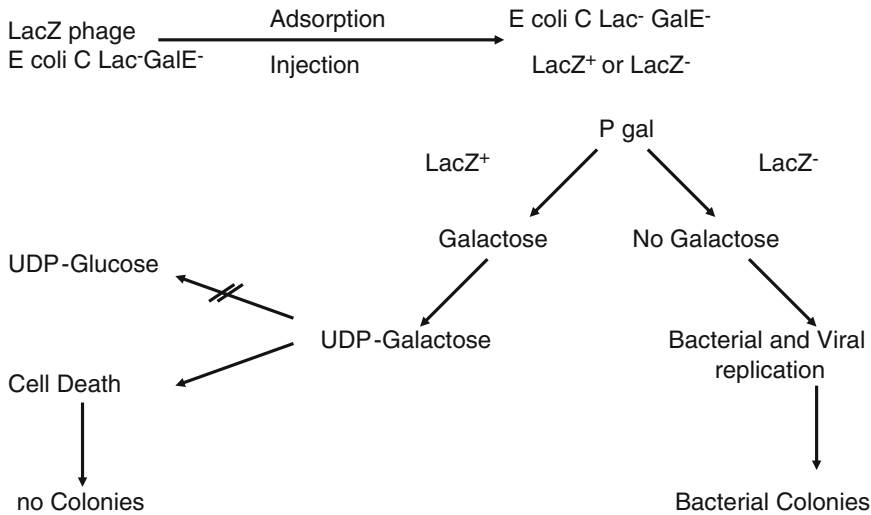 LacZ phage
E coli C Lac⁻GalE⁻
Adsorption
Injection
E coli C Lac⁻ GalE⁻
LacZ⁺ or LacZ⁻
P gal
LacZ⁺
LacZ⁻
Galactose
No Galactose
UDP-Glucose
UDP-Galactose
Bacterial and Viral
replication
Cell Death
no Colonies
Bacterial Colonies